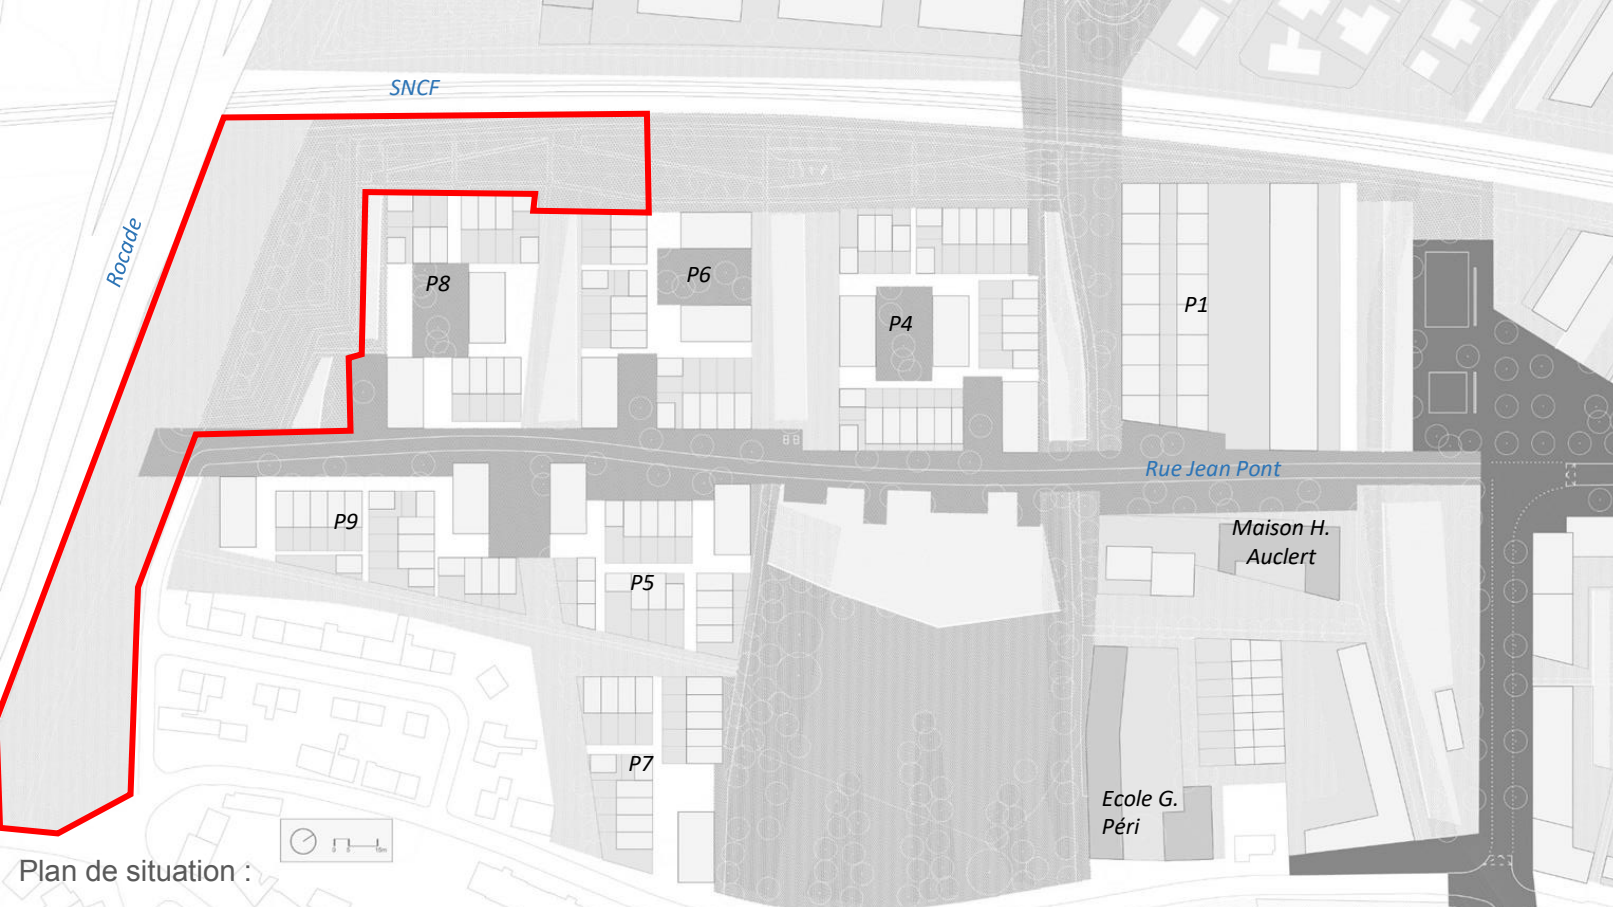 SNCF
Rocade
P8
P6
P4
P1
Rue Jean Pont
P9
P5
Maison H.
Auclert
P7
Ecole G.
Péri
Plan de situation :